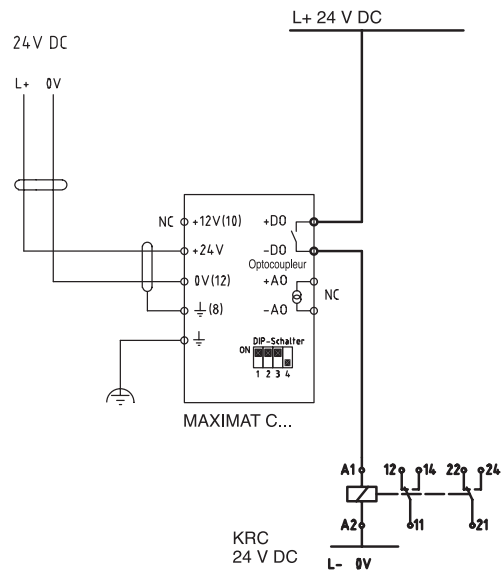 L+ 24 V DC
24V DC
L+ 0V
NC +12V(10) +DO
+24V -DO
Optocoupleur
0V(12) +AO
NC
(8) -AO
DIP-Schalter
ON
1 2 3 4
MAXIMAT C...
A1 12 14 22 24
A2 11 21
KRC
24 V DC
L- 0V